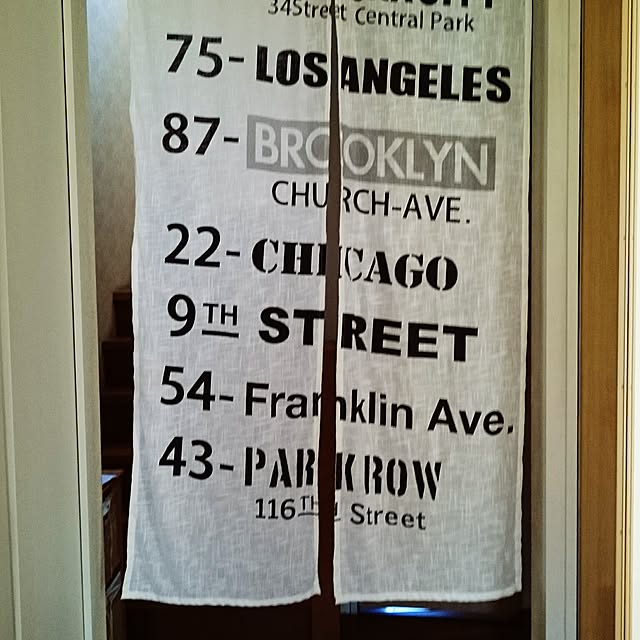 34Street Central Park
75-LOS ANGELES
87-BROOKLYN
CHURCH-AVE.
22-CHICAGO
9TH STREET
54-Franklin Ave.
43-PARK ROW
116TH Street